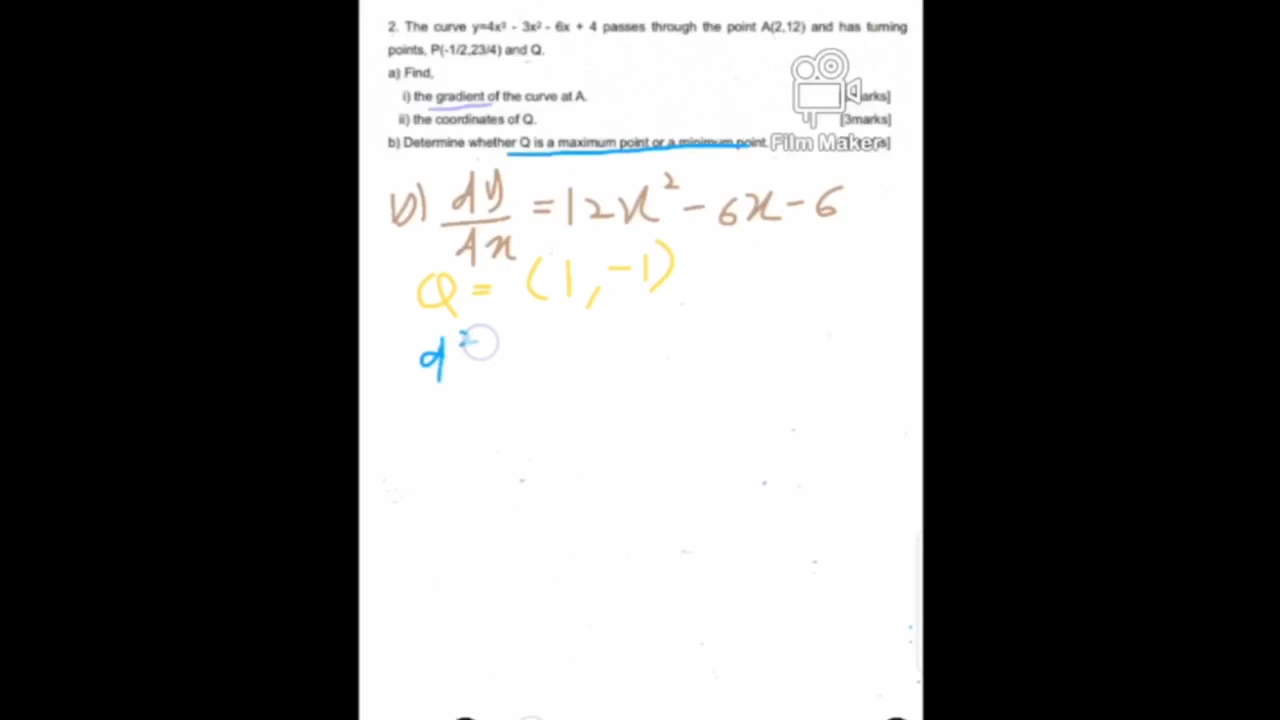 2. The curve y=4x³ - 3x² - 6x + 4 passes through the point A(2,12) and has turning
points, P(-1/2,23/4) and Q.
a) Find,
i) the gradient of the curve at A. arks]
ii) the coordinates of Q. [3marks]
b) Determine whether Q is a maximum point or a minimum point. s]
Film Maker
b) dy/dx = 12x² - 6x - 6
Q = (1, -1)
d²